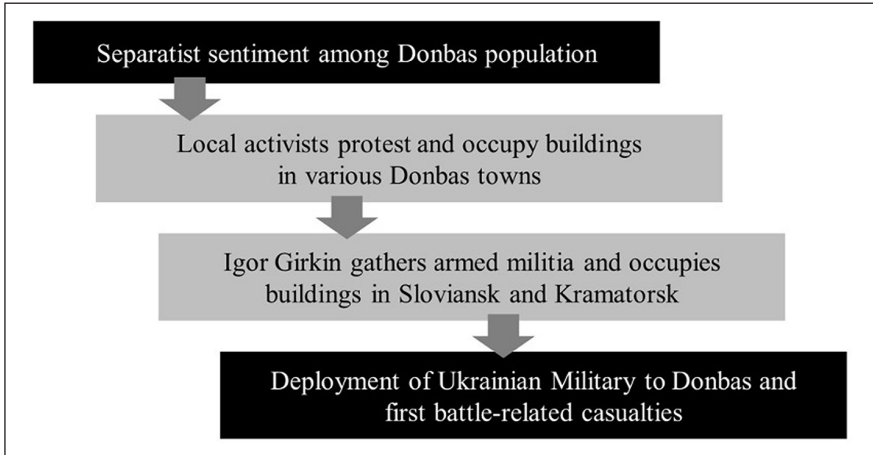 Separatist sentiment among Donbas population
Local activists protest and occupy buildings
in various Donbas towns
Igor Girkin gathers armed militia and occupies
buildings in Sloviansk and Kramatorsk
Deployment of Ukrainian Military to Donbas and
first battle-related casualties